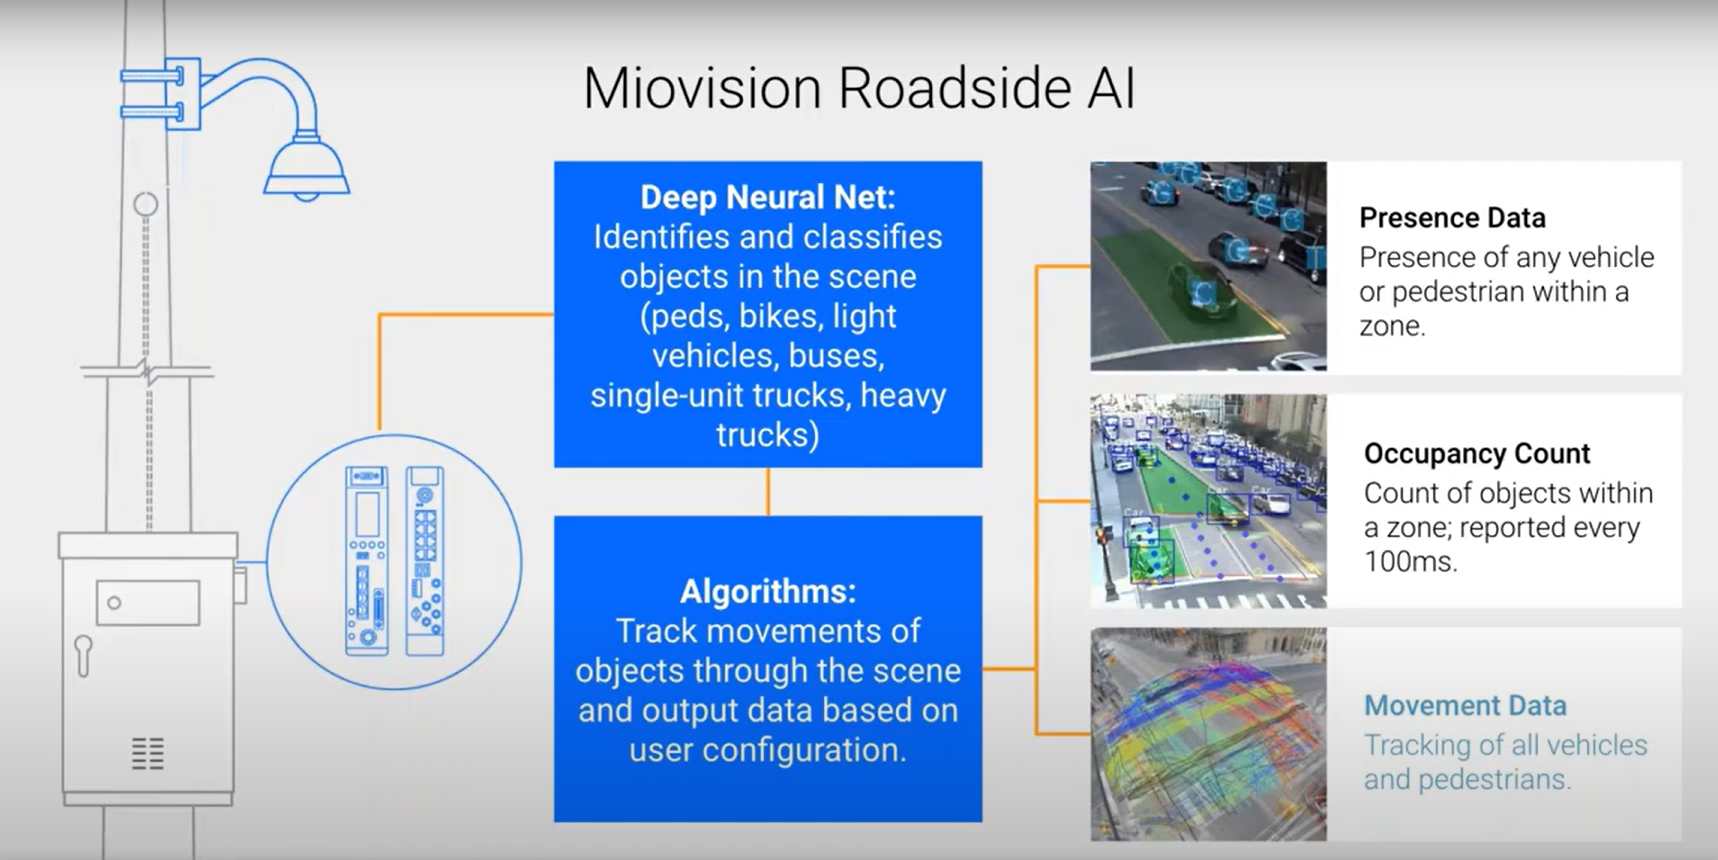 Miovision Roadside AI
Deep Neural Net:
Identifies and classifies
objects in the scene
(peds, bikes, light
vehicles, buses,
single-unit trucks, heavy
trucks)
Algorithms:
Track movements of
objects through the scene
and output data based on
user configuration.
Presence Data
Presence of any vehicle
or pedestrian within a
zone.
Occupancy Count
Count of objects within
a zone; reported every
100ms.
Movement Data
Tracking of all vehicles
and pedestrians.
C
C
C
C
C
Car
Car
Car